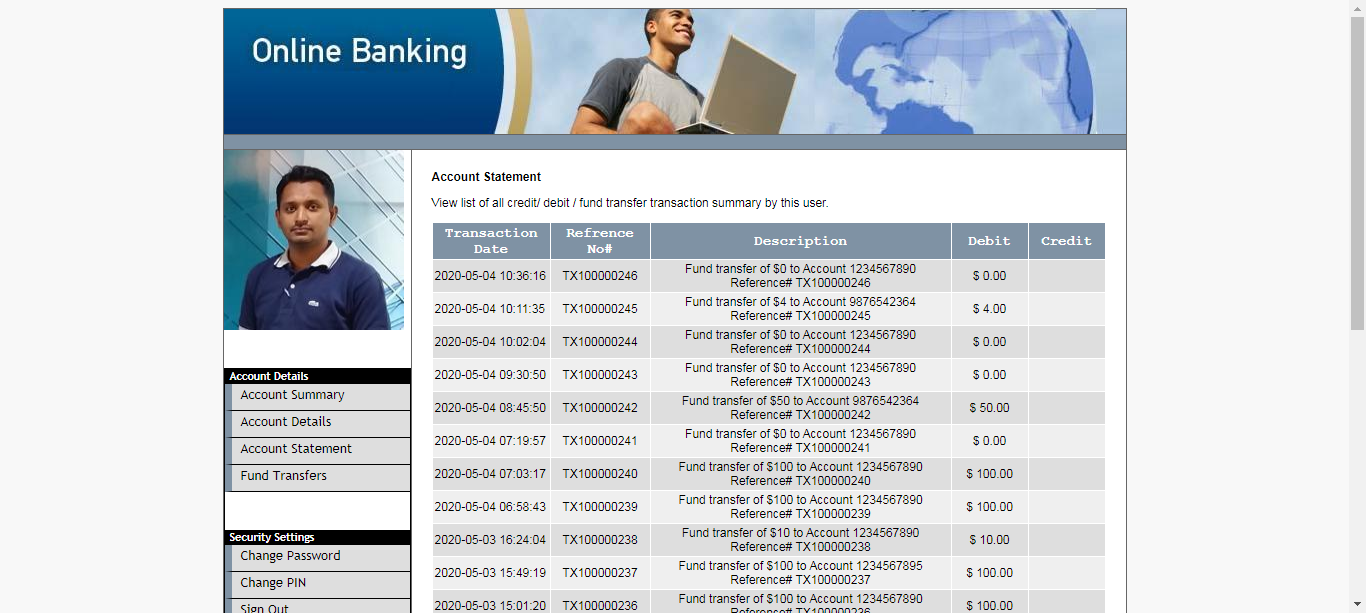 Online Banking
Account Details
Account Summary
Account Details
Account Statement
Fund Transfers
Security Settings
Change Password
Change PIN
Sign Out
Account Statement
View list of all credit/ debit / fund transfer transaction summary by this user.
Transaction Date Refrence No# Description Debit Credit
2020-05-04 10:36:16 TX100000246 Fund transfer of $0 to Account 1234567890 $ 0.00
Reference# TX100000246
2020-05-04 10:11:35 TX100000245 Fund transfer of $4 to Account 9876542364 $ 4.00
Reference# TX100000245
2020-05-04 10:02:04 TX100000244 Fund transfer of $0 to Account 1234567890 $ 0.00
Reference# TX100000244
2020-05-04 09:30:50 TX100000243 Fund transfer of $0 to Account 1234567890 $ 0.00
Reference# TX100000243
2020-05-04 08:45:50 TX100000242 Fund transfer of $50 to Account 9876542364 $ 50.00
Reference# TX100000242
2020-05-04 07:19:57 TX100000241 Fund transfer of $0 to Account 1234567890 $ 0.00
Reference# TX100000241
2020-05-04 07:03:17 TX100000240 Fund transfer of $100 to Account 1234567890 $ 100.00
Reference# TX100000240
2020-05-04 06:58:43 TX100000239 Fund transfer of $100 to Account 1234567890 $ 100.00
Reference# TX100000239
2020-05-03 16:24:04 TX100000238 Fund transfer of $10 to Account 1234567890 $ 10.00
Reference# TX100000238
2020-05-03 15:49:19 TX100000237 Fund transfer of $100 to Account 1234567895 $ 100.00
Reference# TX100000237
2020-05-03 15:01:20 TX100000236 Fund transfer of $100 to Account 1234567890 $ 100.00
Reference# TX100000236